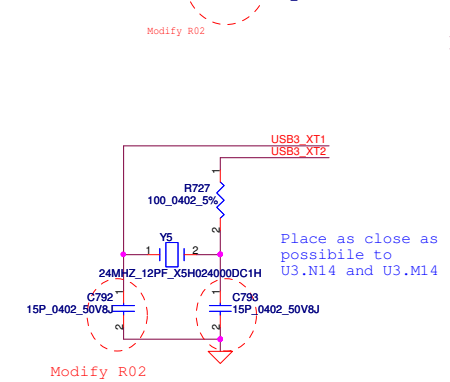 Modify R02
USB3_XT1
USB3_XT2
1
R727
100_0402_5%
2
Y5
1 2
24MHZ_12PF_X5H024000DC1H
Place as close as
possibile to
U3.N14 and U3.M14
1 1
C792 C793
15P_0402_50V8J 15P_0402_50V8J
2 2
Modify R02